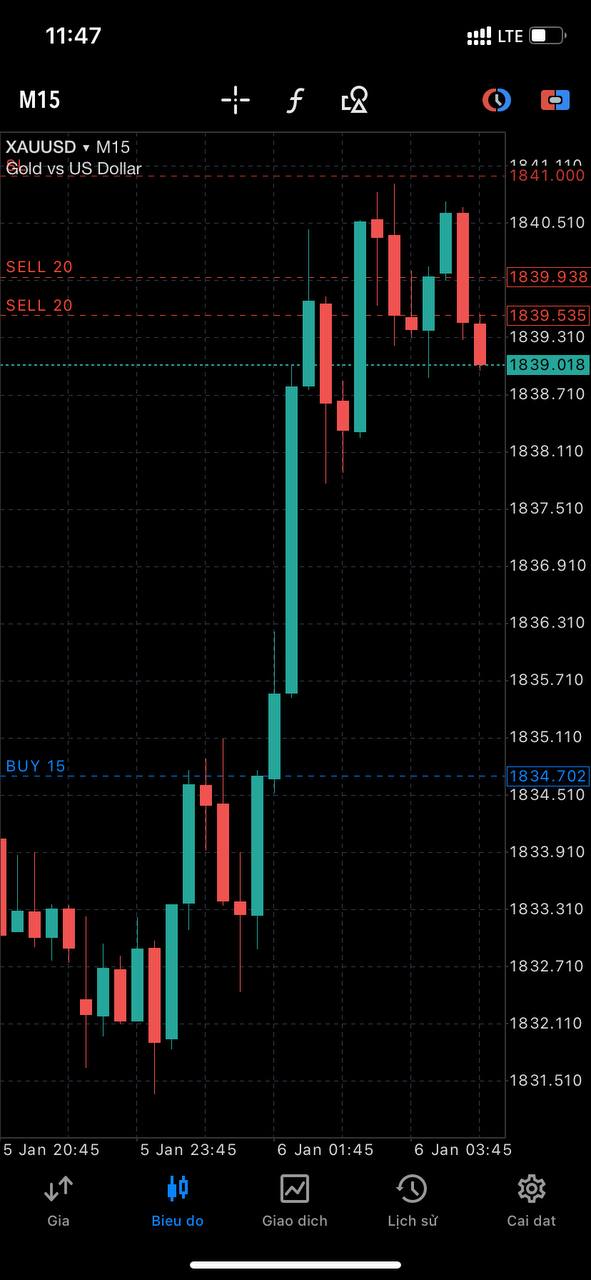 11:47
LTE
M15
XAUUSD ▾ M15
Gold vs US Dollar
SL
1841.110
1841.000
1840.510
SELL 20
1839.938
SELL 20
1839.535
1839.310
1839.018
1838.710
1838.110
1837.510
1836.910
1836.310
1835.710
1835.110
BUY 15
1834.702
1834.510
1833.910
1833.310
1832.710
1832.110
1831.510
5 Jan 20:45
5 Jan 23:45
6 Jan 01:45
6 Jan 03:45
Gia
Bieu do
Giao dich
Lịch sử
Cai dat